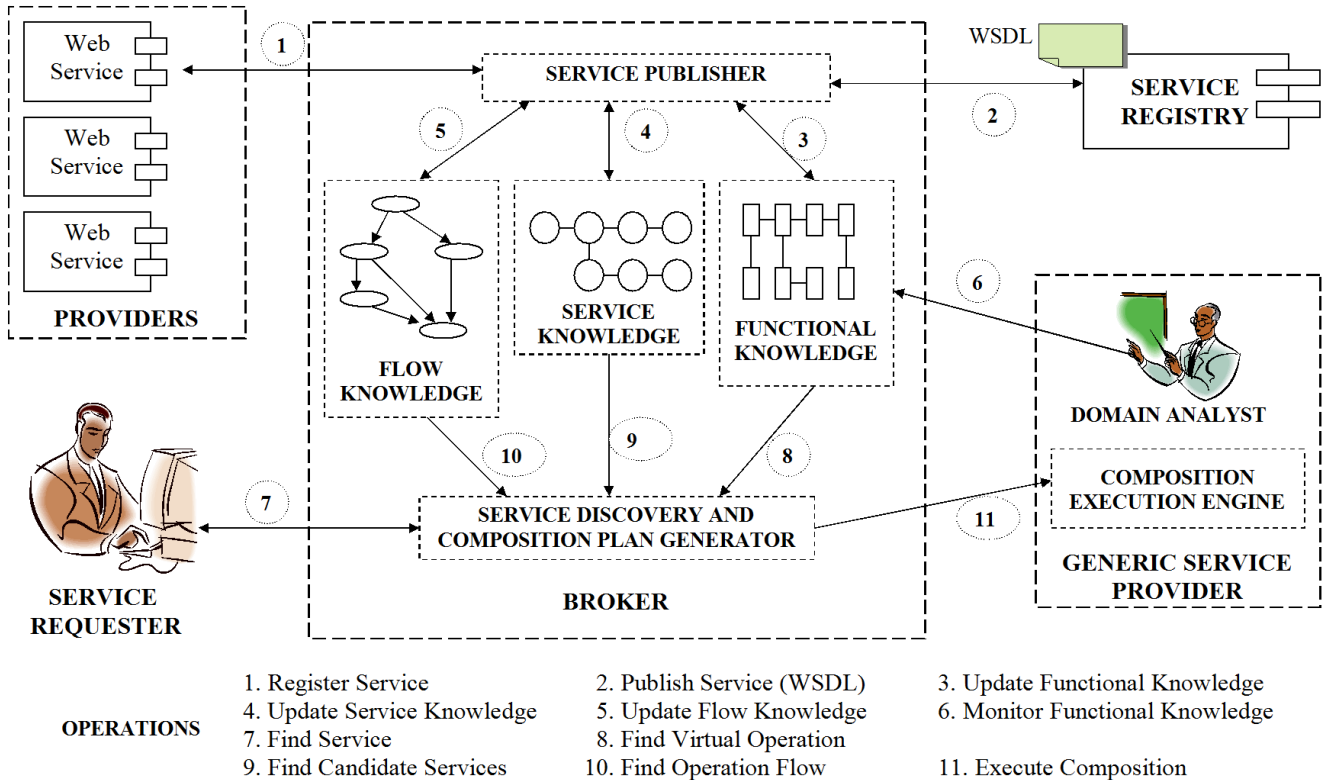 Web
Service
Web
Service
Web
Service
PROVIDERS
1
SERVICE PUBLISHER
WSDL
SERVICE
REGISTRY
2
5
4
3
FLOW
KNOWLEDGE
SERVICE
KNOWLEDGE
FUNCTIONAL
KNOWLEDGE
6
DOMAIN ANALYST
10
9
8
COMPOSITION
EXECUTION ENGINE
7
SERVICE DISCOVERY AND
COMPOSITION PLAN GENERATOR
11
GENERIC SERVICE
PROVIDER
SERVICE
REQUESTER
BROKER
OPERATIONS
1. Register Service
2. Publish Service (WSDL)
3. Update Functional Knowledge
4. Update Service Knowledge
5. Update Flow Knowledge
6. Monitor Functional Knowledge
7. Find Service
8. Find Virtual Operation
9. Find Candidate Services
10. Find Operation Flow
11. Execute Composition